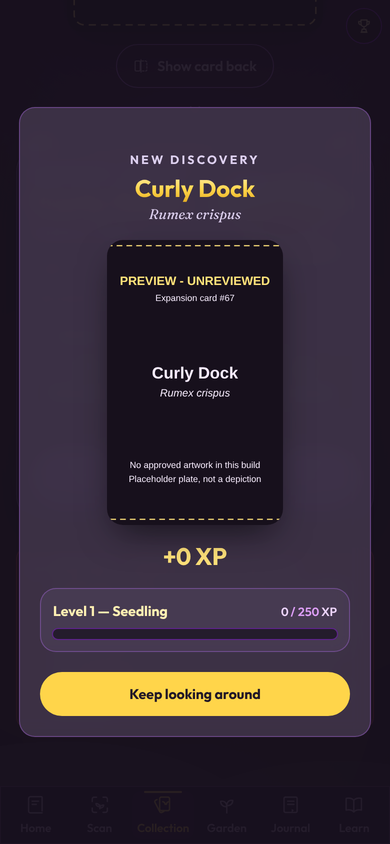 Show card back
NEW DISCOVERY
Curly Dock
Rumex crispus
PREVIEW - UNREVIEWED
Expansion card #67
Curly Dock
Rumex crispus
No approved artwork in this build
Placeholder plate, not a depiction
+0 XP
Level 1 — Seedling 0 / 250 XP
Keep looking around
Home Scan Collection Garden Journal Learn